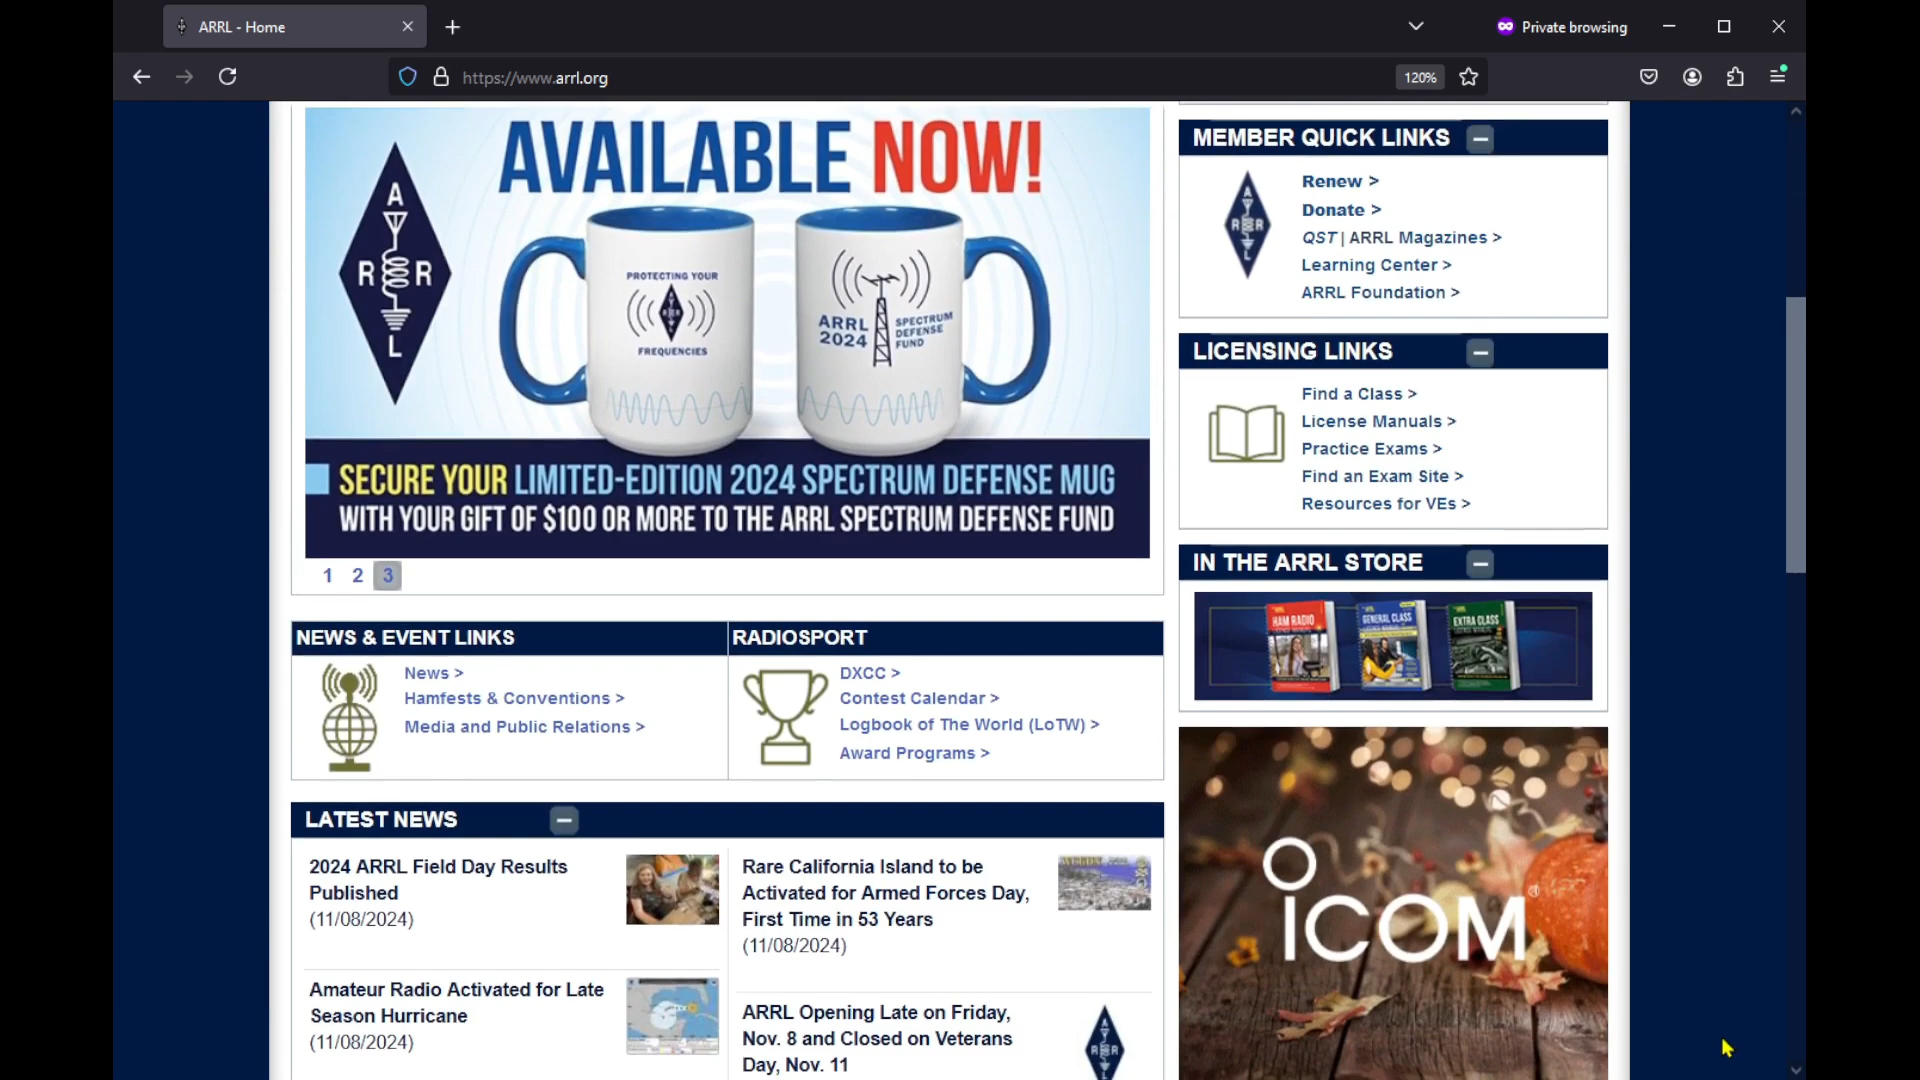 ARRL - Home
Private browsing
https://www.arrl.org
120%
AVAILABLE NOW!
A
R R
L
PROTECTING YOUR
FREQUENCIES
ARRL
2024
SPECTRUM
DEFENSE
FUND
SECURE YOUR LIMITED-EDITION 2024 SPECTRUM DEFENSE MUG
WITH YOUR GIFT OF $100 OR MORE TO THE ARRL SPECTRUM DEFENSE FUND
1 2 3
NEWS & EVENT LINKS
News >
Hamfests & Conventions >
Media and Public Relations >
RADIOSPORT
DXCC >
Contest Calendar >
Logbook of The World (LoTW) >
Award Programs >
LATEST NEWS
2024 ARRL Field Day Results
Published
(11/08/2024)
Amateur Radio Activated for Late
Season Hurricane
(11/08/2024)
Rare California Island to be
Activated for Armed Forces Day,
First Time in 53 Years
(11/08/2024)
ARRL Opening Late on Friday,
Nov. 8 and Closed on Veterans
Day, Nov. 11
MEMBER QUICK LINKS
A
R R
L
Renew >
Donate >
QST | ARRL Magazines >
Learning Center >
ARRL Foundation >
LICENSING LINKS
Find a Class >
License Manuals >
Practice Exams >
Find an Exam Site >
Resources for VEs >
IN THE ARRL STORE
HAM RADIO
GENERAL CLASS
EXTRA CLASS
ICOM®